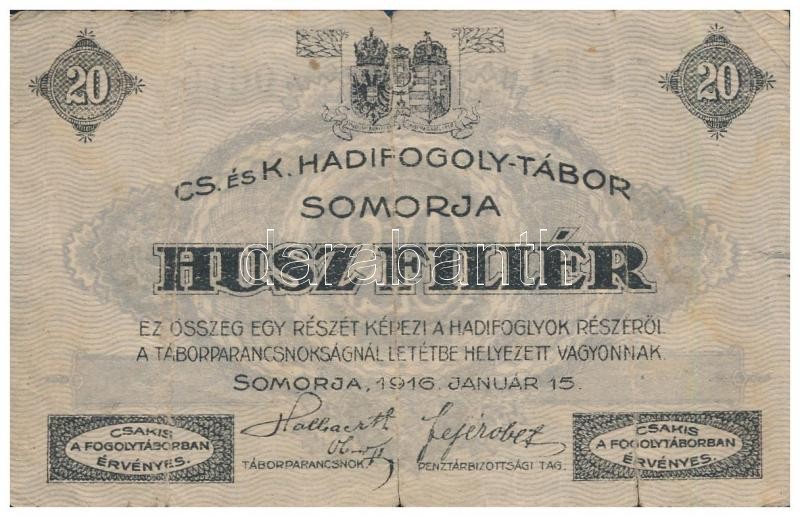 20 20
CS. ÉS K. HADIFOGOLY-TÁBOR
SOMORJA
HUSZ FILLÉR
EZ ÖSSZEG EGY RÉSZÉT KÉPEZI A HADIFOGLYOK RÉSZÉRŐL
A TÁBORPARANCSNOKSÁGNÁL LETÉTBE HELYEZETT VAGYONNAK.
SOMORJA, 1916. JANUÁR 15.
CSAKIS
A FOGOLYTÁBORBAN
ÉRVÉNYES.
TÁBORPARANCSNOK
PÉNZTÁRBIZOTTSÁGI TAG.
CSAKIS
A FOGOLYTÁBORBAN
ÉRVÉNYES.
darabanth